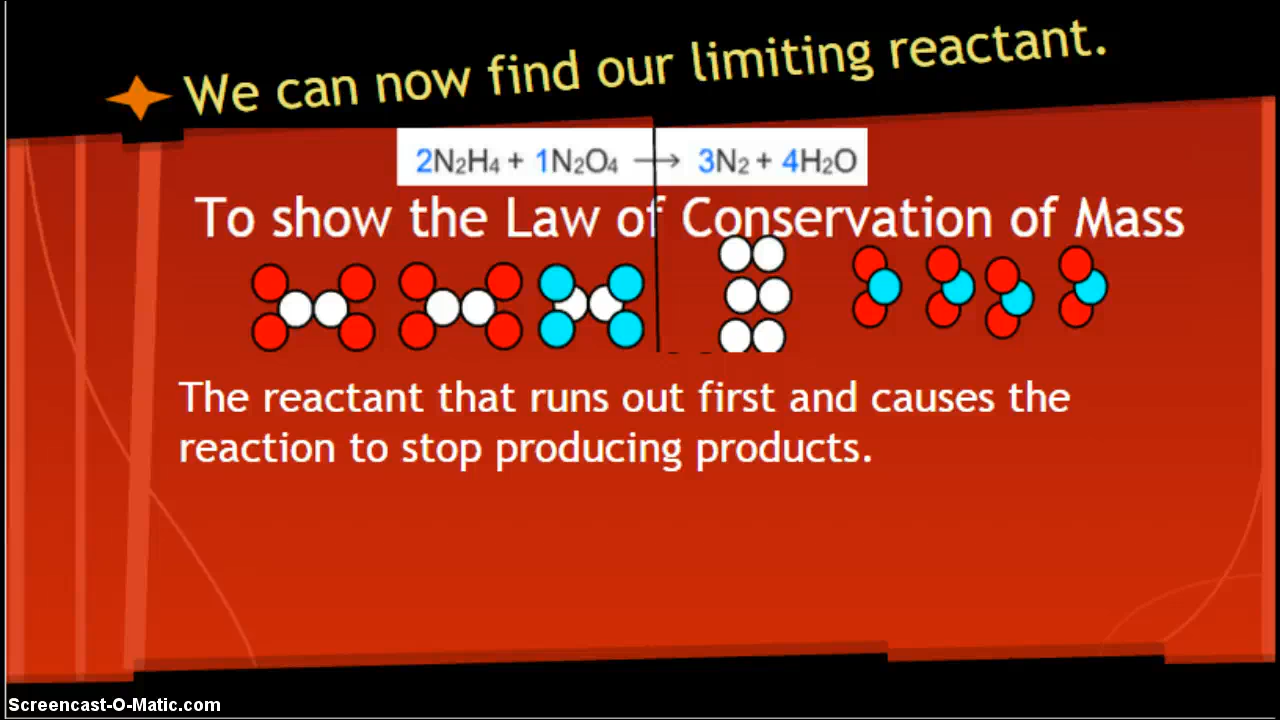 We can now find our limiting reactant.
2N₂H₄ + 1N₂O₄ → 3N₂ + 4H₂O
To show the Law of Conservation of Mass
The reactant that runs out first and causes the
reaction to stop producing products.
Screencast-O-Matic.com